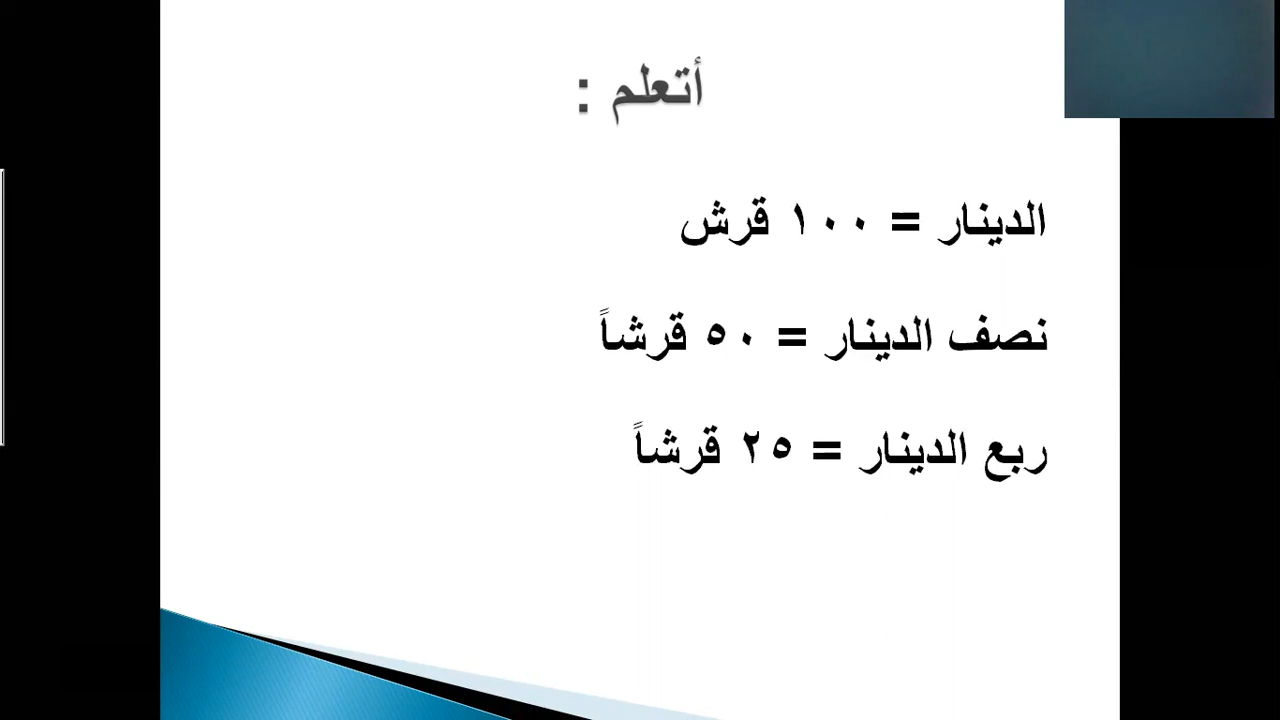 أتعلم :
الدينار = ١٠٠ قرش
نصف الدينار = ٥٠ قرشاً
ربع الدينار = ٢٥ قرشاً